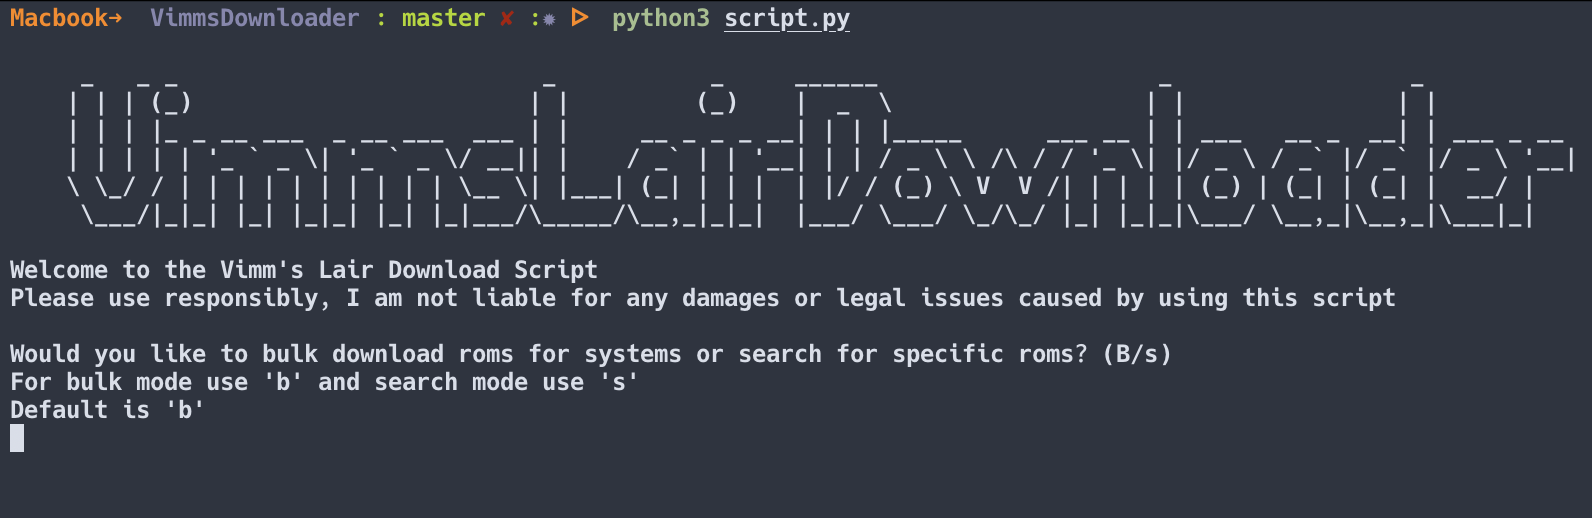 Macbook→ VimmsDownloader : master ✘ :✹ ▷ python3 script.py
VimmsLairDownloader
Welcome to the Vimm's Lair Download Script
Please use responsibly, I am not liable for any damages or legal issues caused by using this script
Would you like to bulk download roms for systems or search for specific roms? (B/s)
For bulk mode use 'b' and search mode use 's'
Default is 'b'